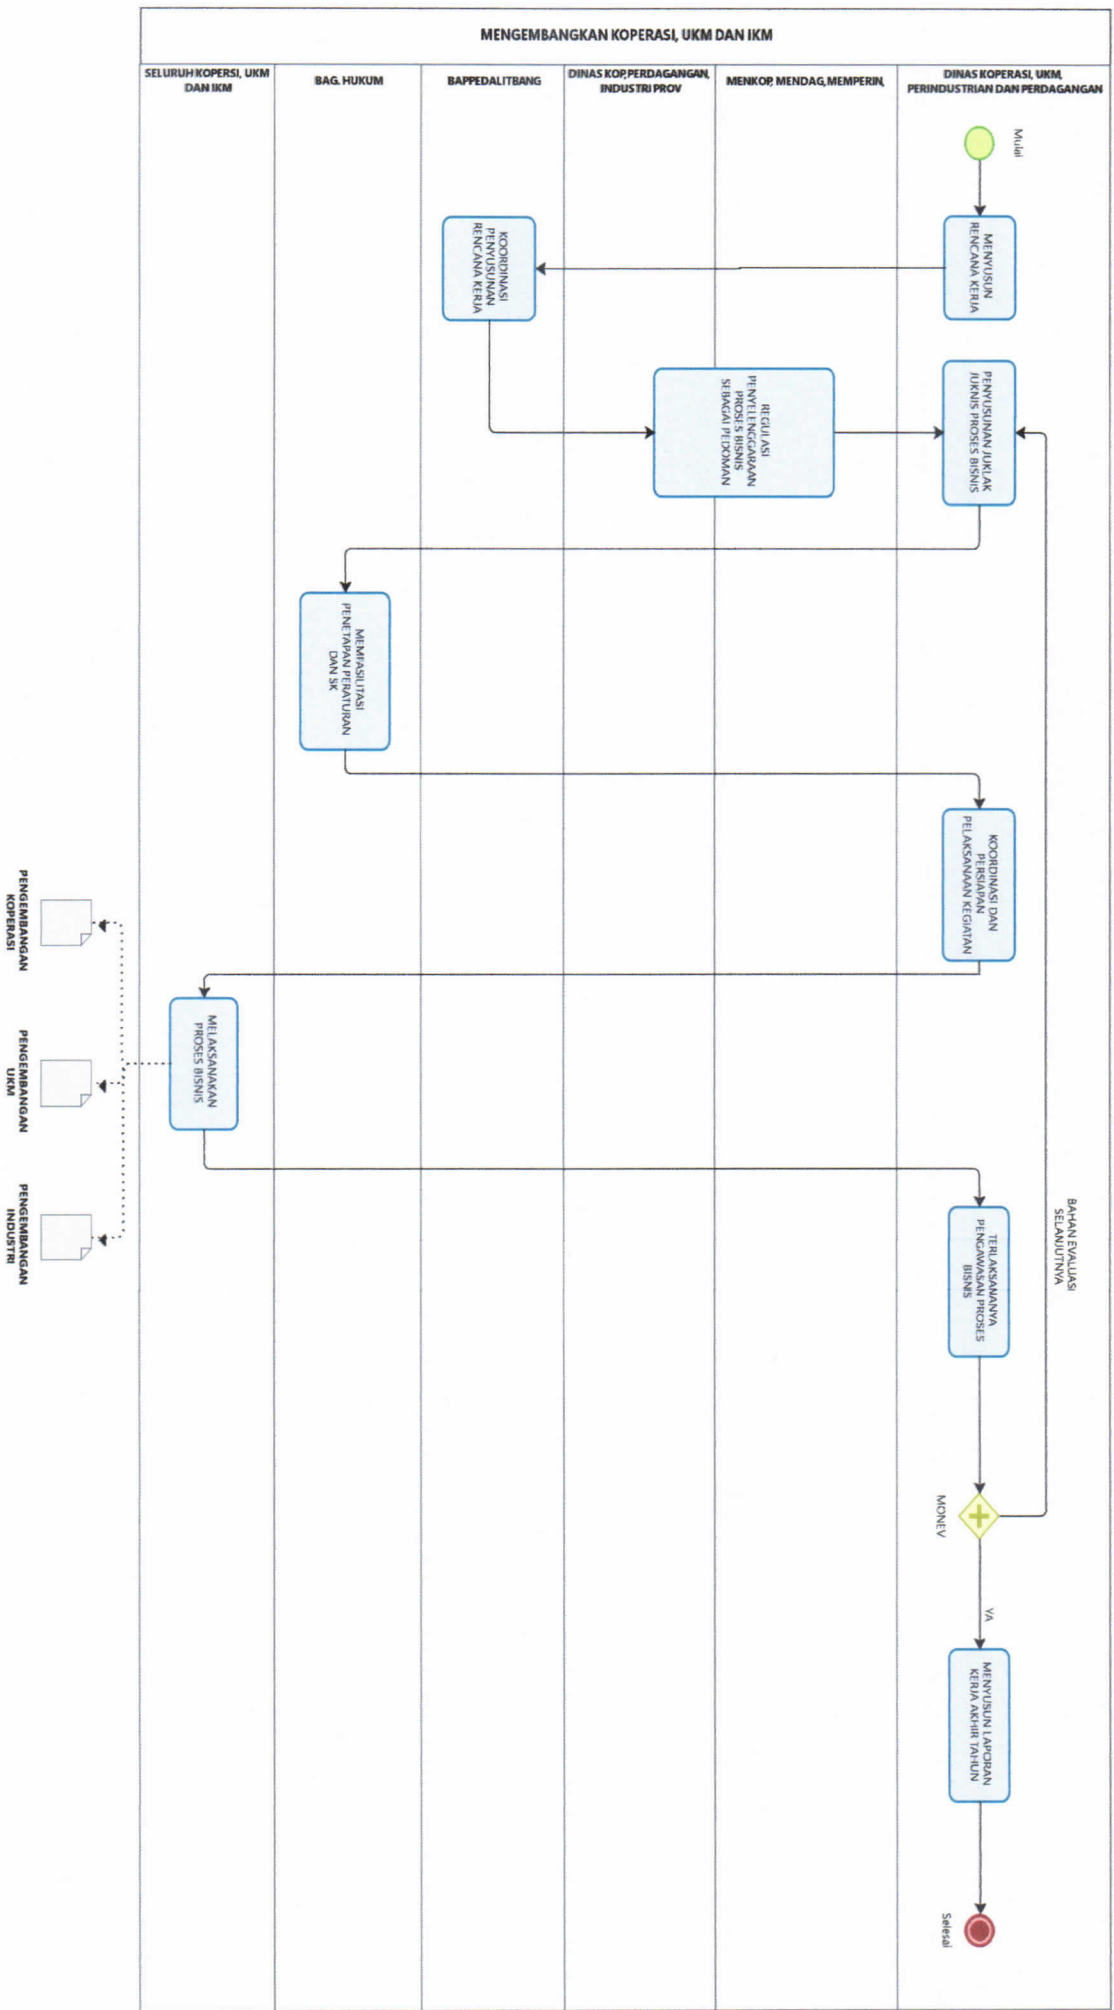 MENGEMBANGKAN KOPERASI, UKM DAN IKM
SELURUH KOPERSI, UKM
DAN IKM
BAG. HUKUM
BAPPEDALITBANG
DINAS KOP,PERDAGANGAN,
INDUSTRI PROV
MENKOP, MENDAG,MEMPERIN,
DINAS KOPERASI, UKM,
PERINDUSTRIAN DAN PERDAGANGAN
Mulai
MENYUSUN
RENCANA KERJA
KOORDINASI
PENYUSUNAN
RENCANA KERJA
REGULASI
PENYELENGGARAAN
PROSES BISNIS
SEBAGAI PEDOMAN
PENYUSUNAN JUKLAK
JUKNIS PROSES BISNIS
MEMFASILITASI
PENETAPAN PERATURAN
DAN SK
KOORDINASI DAN
PERSIAPAN
PELAKSANAAN KEGIATAN
MELAKSANAKAN
PROSES BISNIS
PENGEMBANGAN
KOPERASI
PENGEMBANGAN
UKM
PENGEMBANGAN
INDUSTRI
TERLAKSANANYA
PENGAWASAN PROSES
BISNIS
BAHAN EVALUASI
SELANJUTNYA
MONEV
YA
MENYUSUN LAPORAN
KERJA AKHIR TAHUN
Selesai